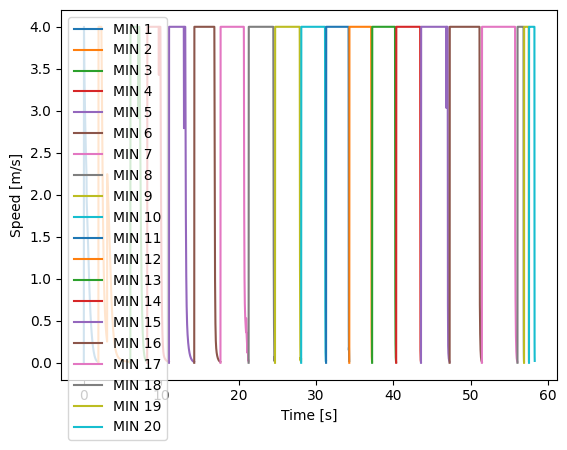 4.0
3.5
3.0
2.5
2.0
1.5
1.0
0.5
0.0
Speed [m/s]
MIN 1
MIN 2
MIN 3
MIN 4
MIN 5
MIN 6
MIN 7
MIN 8
MIN 9
MIN 10
MIN 11
MIN 12
MIN 13
MIN 14
MIN 15
MIN 16
MIN 17
MIN 18
MIN 19
MIN 20
0 10 20 30 40 50 60
Time [s]